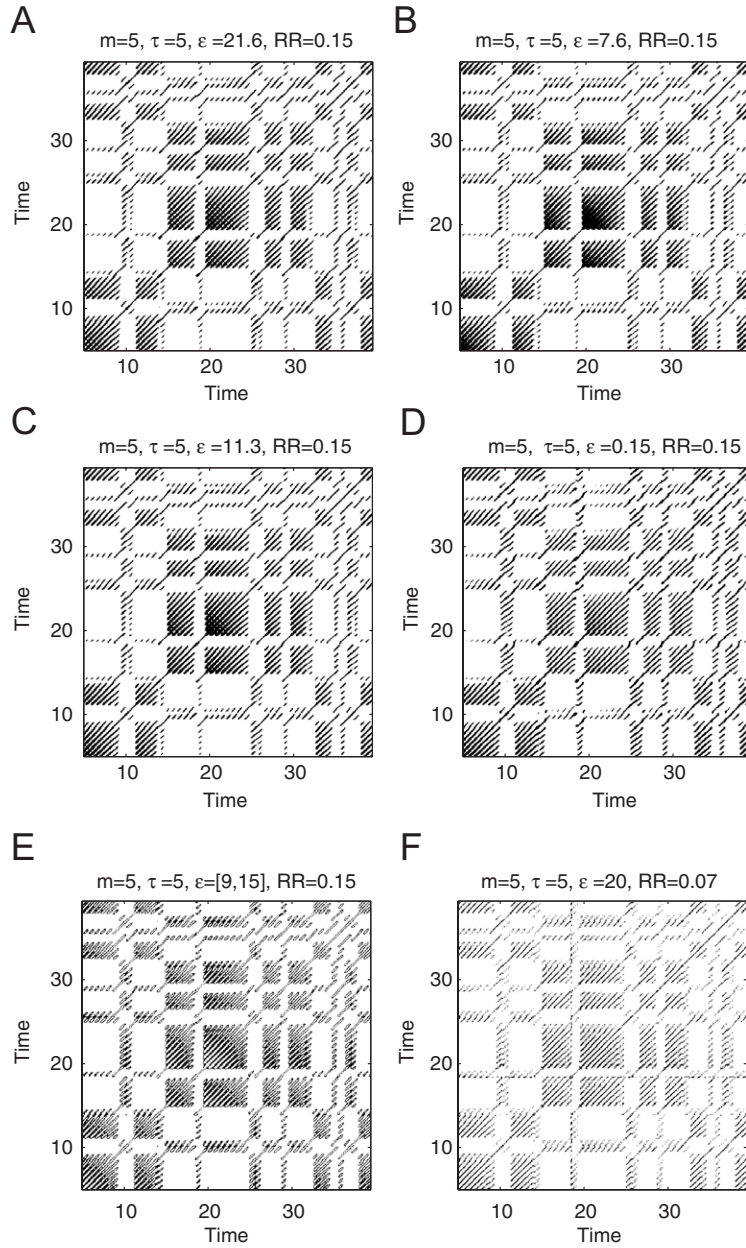 A
B
m=5, τ=5, ε=21.6, RR=0.15
m=5, τ=5, ε=7.6, RR=0.15
30
20
10
Time
10 20 30
Time
30
20
10
Time
10 20 30
Time
C
D
m=5, τ=5, ε=11.3, RR=0.15
m=5, τ=5, ε=0.15, RR=0.15
30
20
10
Time
10 20 30
Time
30
20
10
Time
10 20 30
Time
E
F
m=5, τ=5, ε=[9,15], RR=0.15
m=5, τ=5, ε=20, RR=0.07
30
20
10
Time
10 20 30
Time
30
20
10
Time
10 20 30
Time